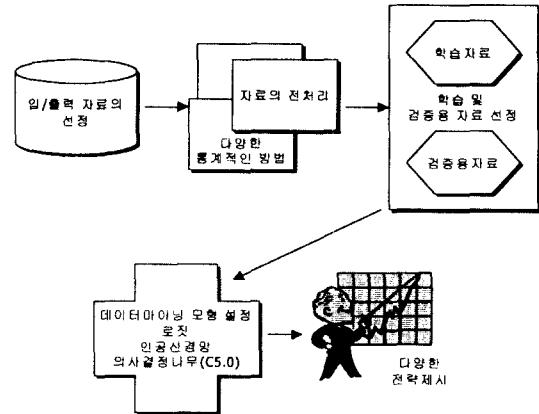 입/출력 자료의
선정
자료의 전처리
다양한
통계적인 방법
학습자료
학습 및
검증용 자료 선정
검증용자료
데이터마이닝 모형 설정
로짓
인공신경망
의사결정나무(C5.0)
다양한
전략제시